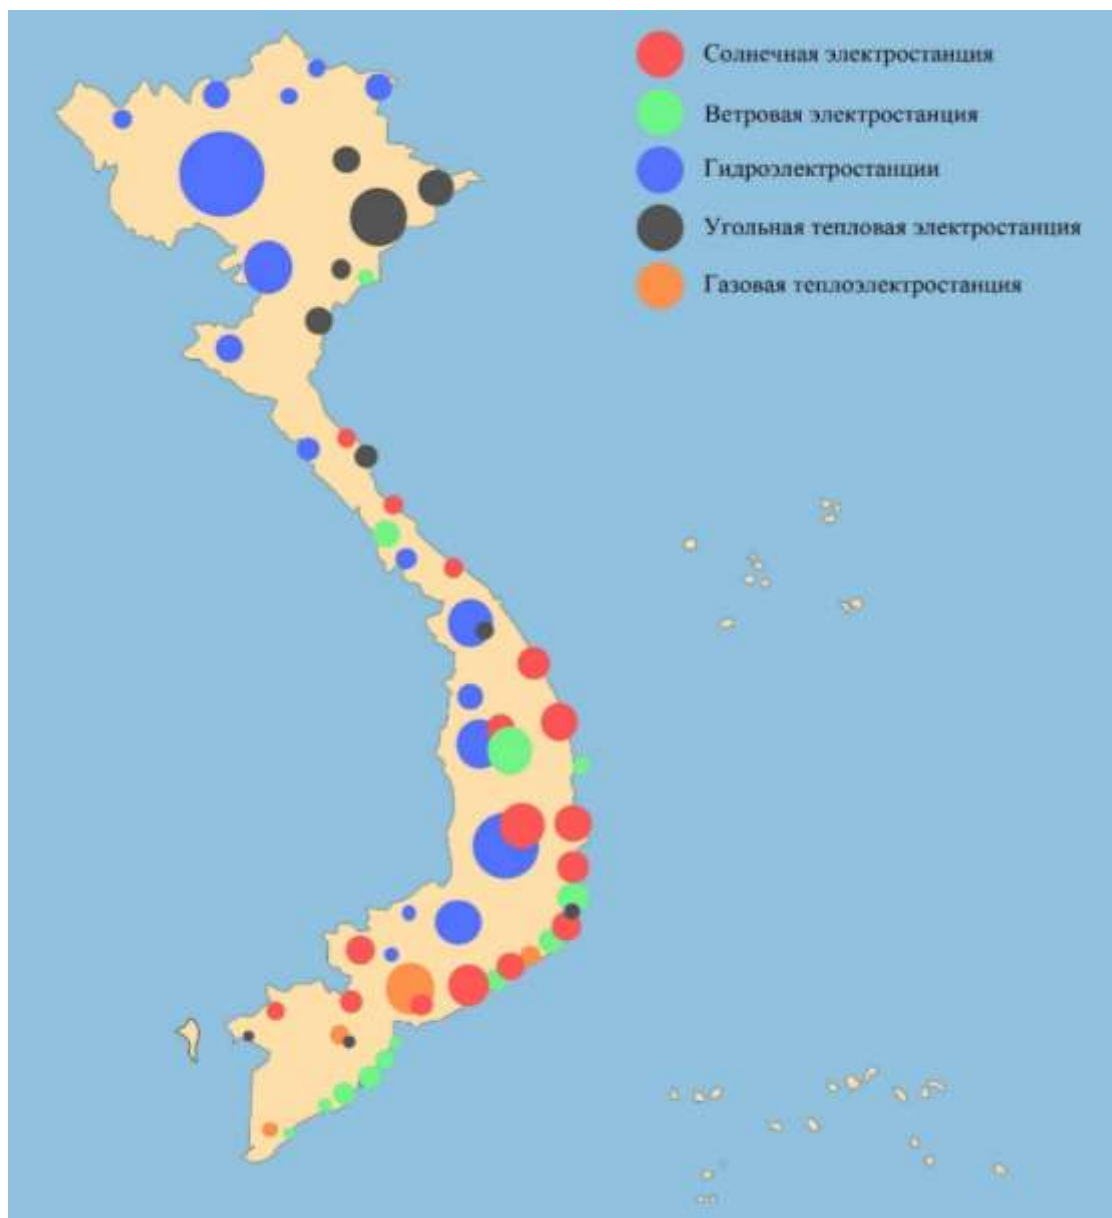 Солнечная электростанция
Ветровая электростанция
Гидроэлектростанции
Угольная тепловая электростанция
Газовая теплоэлектростанция